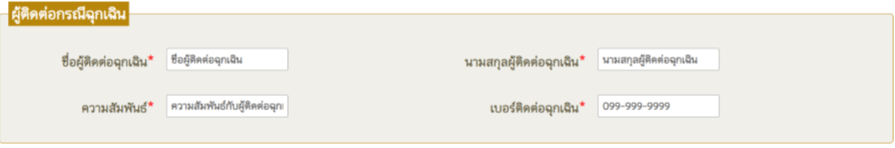 ผู้ติดต่อกรณีฉุกเฉิน
ชื่อผู้ติดต่อฉุกเฉิน* ชื่อผู้ติดต่อฉุกเฉิน นามสกุลผู้ติดต่อฉุกเฉิน* นามสกุลผู้ติดต่อฉุกเฉิน
ความสัมพันธ์* ความสัมพันธ์กับผู้ติดต่อฉุก เบอร์ติดต่อฉุกเฉิน* 099-999-9999